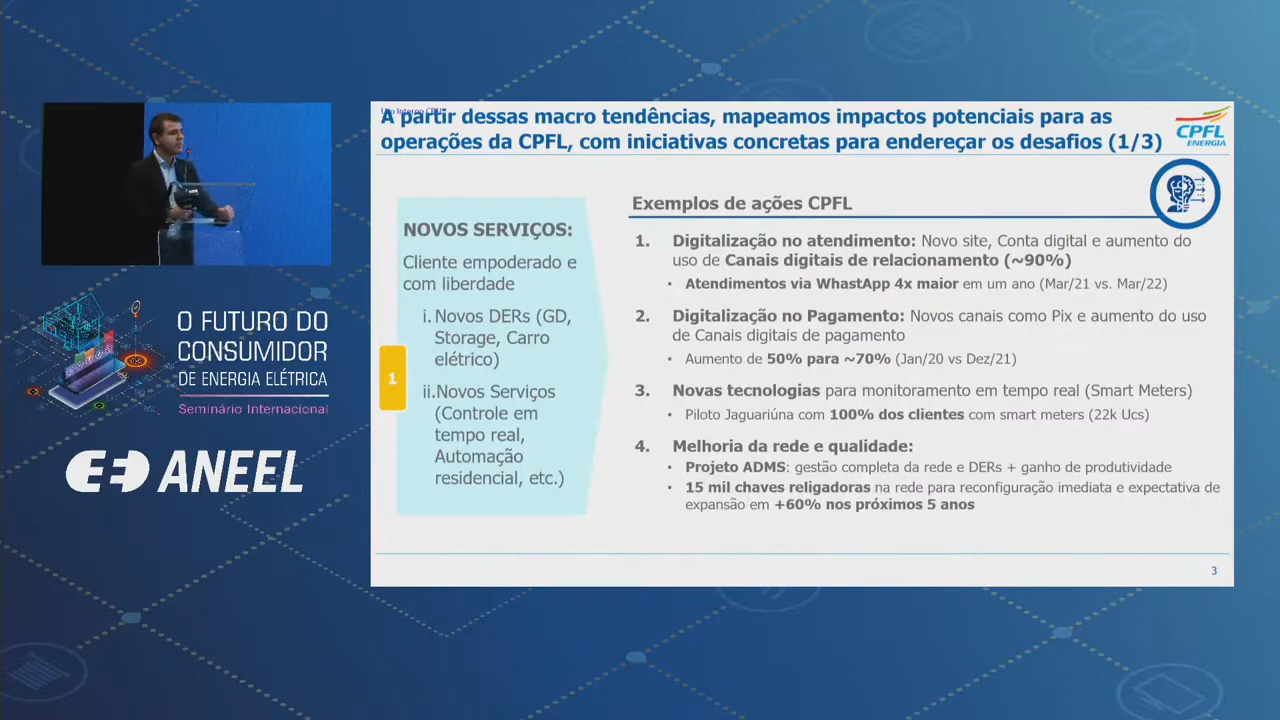 Uso Interno CPFL
A partir dessas macro tendências, mapeamos impactos potenciais para as
operações da CPFL, com iniciativas concretas para endereçar os desafios (1/3)
CPFL
ENERGIA
NOVOS SERVIÇOS:
Cliente empoderado e
com liberdade
i. Novos DERs (GD,
Storage, Carro
elétrico)
ii.Novos Serviços
(Controle em
tempo real,
Automação
residencial, etc.)
1
Exemplos de ações CPFL
1. Digitalização no atendimento: Novo site, Conta digital e aumento do
uso de Canais digitais de relacionamento (~90%)
• Atendimentos via WhastApp 4x maior em um ano (Mar/21 vs. Mar/22)
2. Digitalização no Pagamento: Novos canais como Pix e aumento do uso
de Canais digitais de pagamento
• Aumento de 50% para ~70% (Jan/20 vs Dez/21)
3. Novas tecnologias para monitoramento em tempo real (Smart Meters)
• Piloto Jaguariúna com 100% dos clientes com smart meters (22k Ucs)
4. Melhoria da rede e qualidade:
• Projeto ADMS: gestão completa da rede e DERs + ganho de produtividade
• 15 mil chaves religadoras na rede para reconfiguração imediata e expectativa de
expansão em +60% nos próximos 5 anos
3
O FUTURO DO
CONSUMIDOR
DE ENERGIA ELÉTRICA
Seminário Internacional
ANEEL